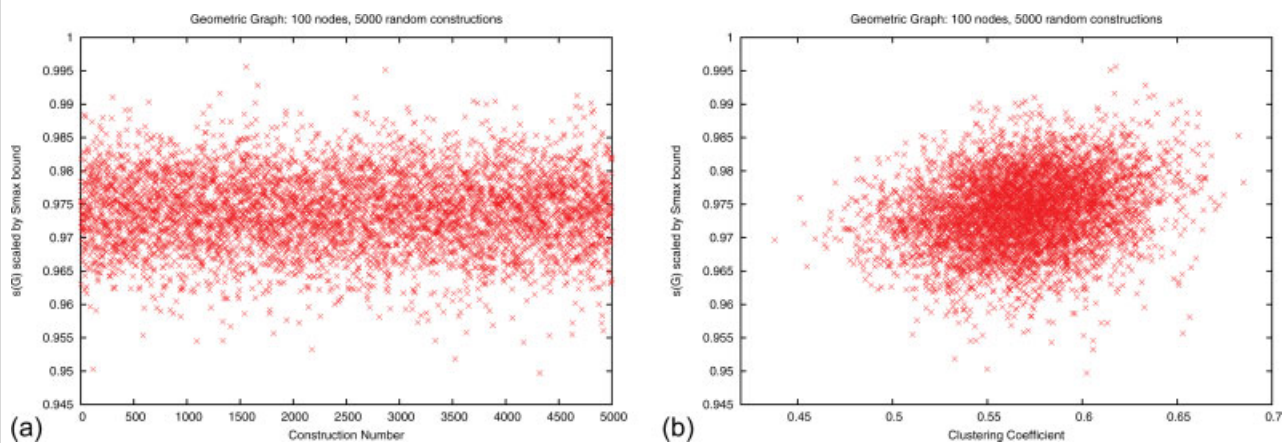 Geometric Graph: 100 nodes, 5000 random constructions
1
0.995
0.99
0.985
0.98
0.975
0.97
0.965
0.96
0.955
0.95
0.945
s(G) scaled by Smax bound
0 500 1000 1500 2000 2500 3000 3500 4000 4500 5000
Construction Number
(a)
Geometric Graph: 100 nodes, 5000 random constructions
1
0.995
0.99
0.985
0.98
0.975
0.97
0.965
0.96
0.955
0.95
0.945
s(G) scaled by Smax bound
0.45 0.5 0.55 0.6 0.65 0.7
Clustering Coefficient
(b)